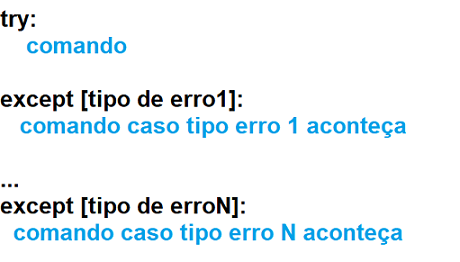 try:
comando
except [tipo de erro1]:
comando caso tipo erro 1 aconteça
...
except [tipo de erroN]:
comando caso tipo erro N aconteça